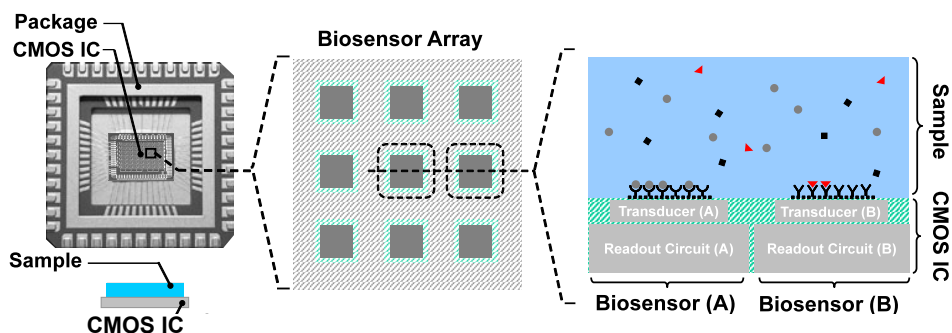 Package
CMOS IC
Biosensor Array
Sample
CMOS IC
Sample
CMOS IC
Transducer (A)
Transducer (B)
Readout Circuit (A)
Readout Circuit (B)
Biosensor (A)
Biosensor (B)